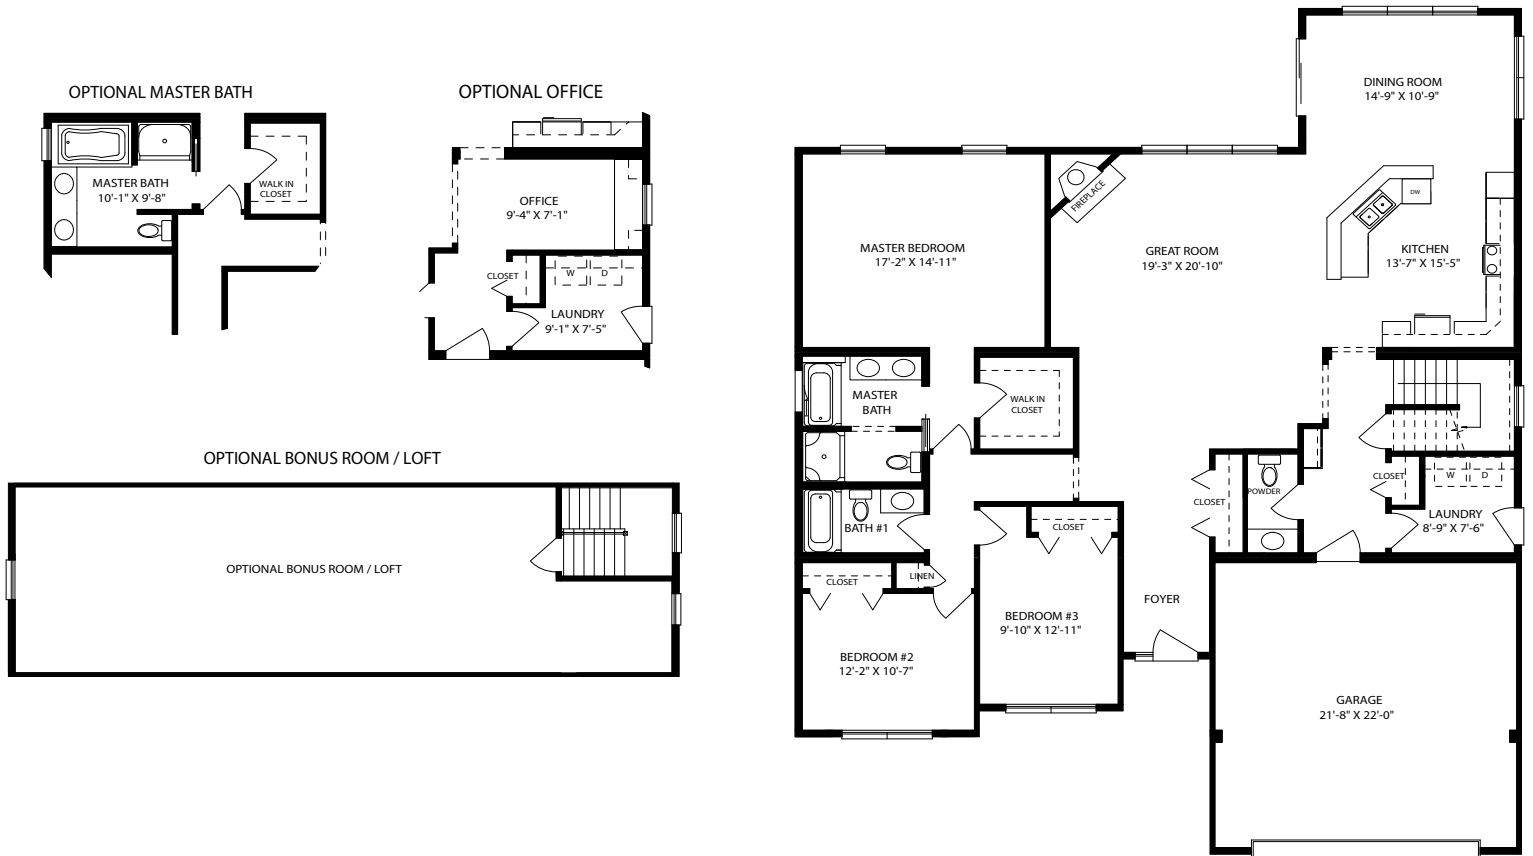 OPTIONAL MASTER BATH
MASTER BATH
10'-1" X 9'-8"
WALK IN
CLOSET
OPTIONAL OFFICE
OFFICE
9'-4" X 7'-1"
CLOSET
W
D
LAUNDRY
9'-1" X 7'-5"
OPTIONAL BONUS ROOM / LOFT
OPTIONAL BONUS ROOM / LOFT
DINING ROOM
14'-9" X 10'-9"
FIREPLACE
DW
MASTER BEDROOM
17'-2" X 14'-11"
GREAT ROOM
19'-3" X 20'-10"
KITCHEN
13'-7" X 15'-5"
MASTER
BATH
WALK IN
CLOSET
CLOSET
POWDER
CLOSET
W
D
LAUNDRY
8'-9" X 7'-6"
BATH #1
CLOSET
CLOSET
LINEN
FOYER
BEDROOM #3
9'-10" X 12'-11"
BEDROOM #2
12'-2" X 10'-7"
GARAGE
21'-8" X 22'-0"